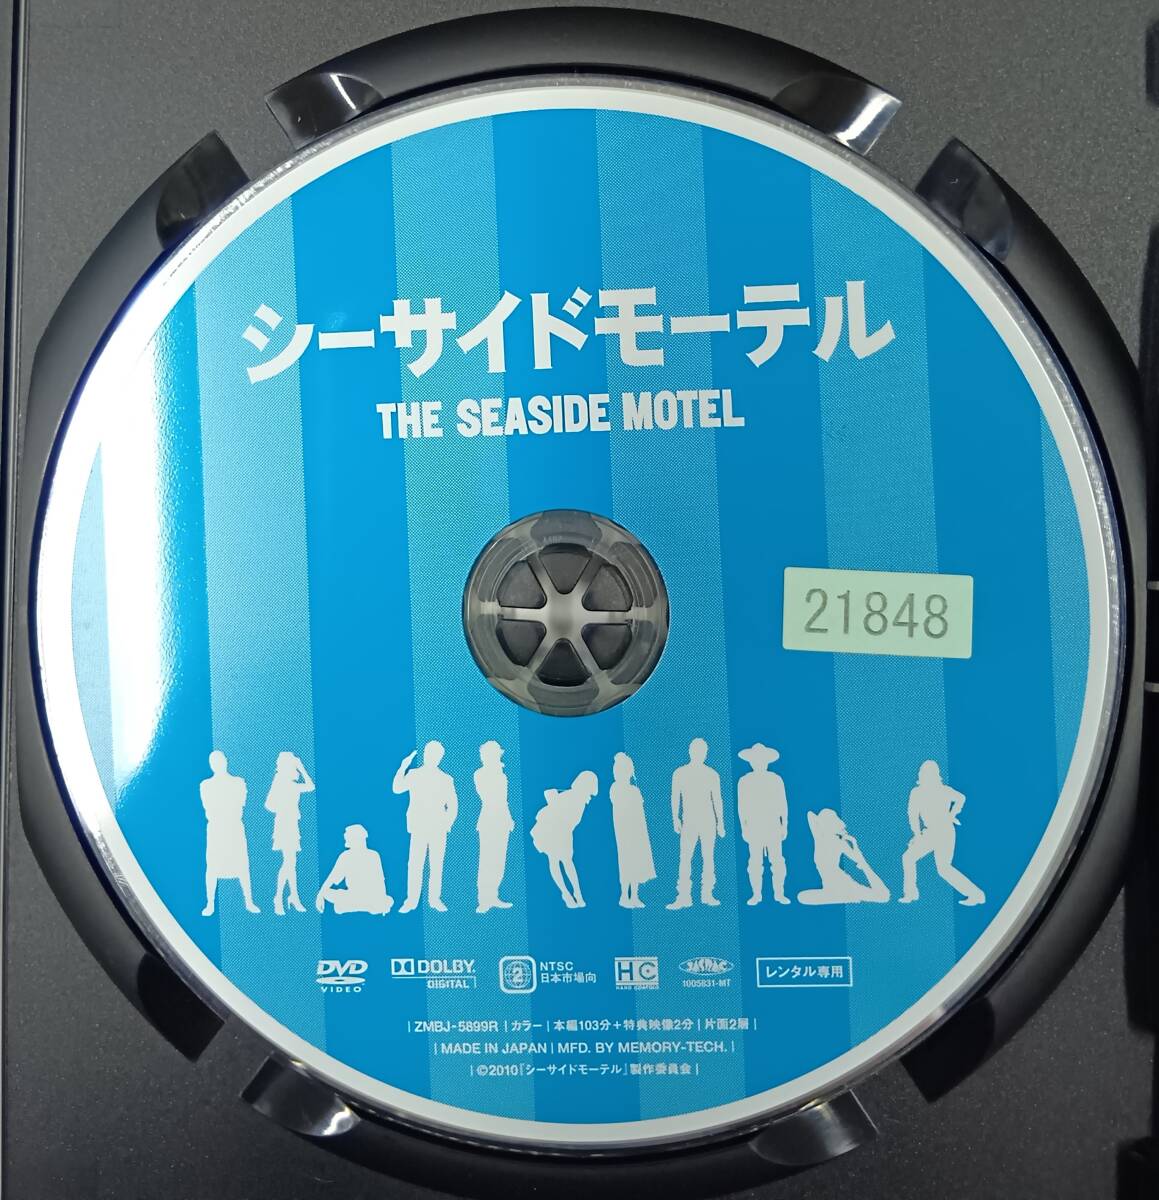 シーサイドモーテル
THE SEASIDE MOTEL
21848
DVD VIDEO
DOLBY DIGITAL
2 NTSC 日本市場向
HC HARD COATOLD
JASRAC 1005831-MT
レンタル専用
|ZMBJ-5899R|カラー|本編103分+特典映像2分|片面2層|
|MADE IN JAPAN|MFD. BY MEMORY-TECH.|
|©2010『シーサイドモーテル』製作委員会|